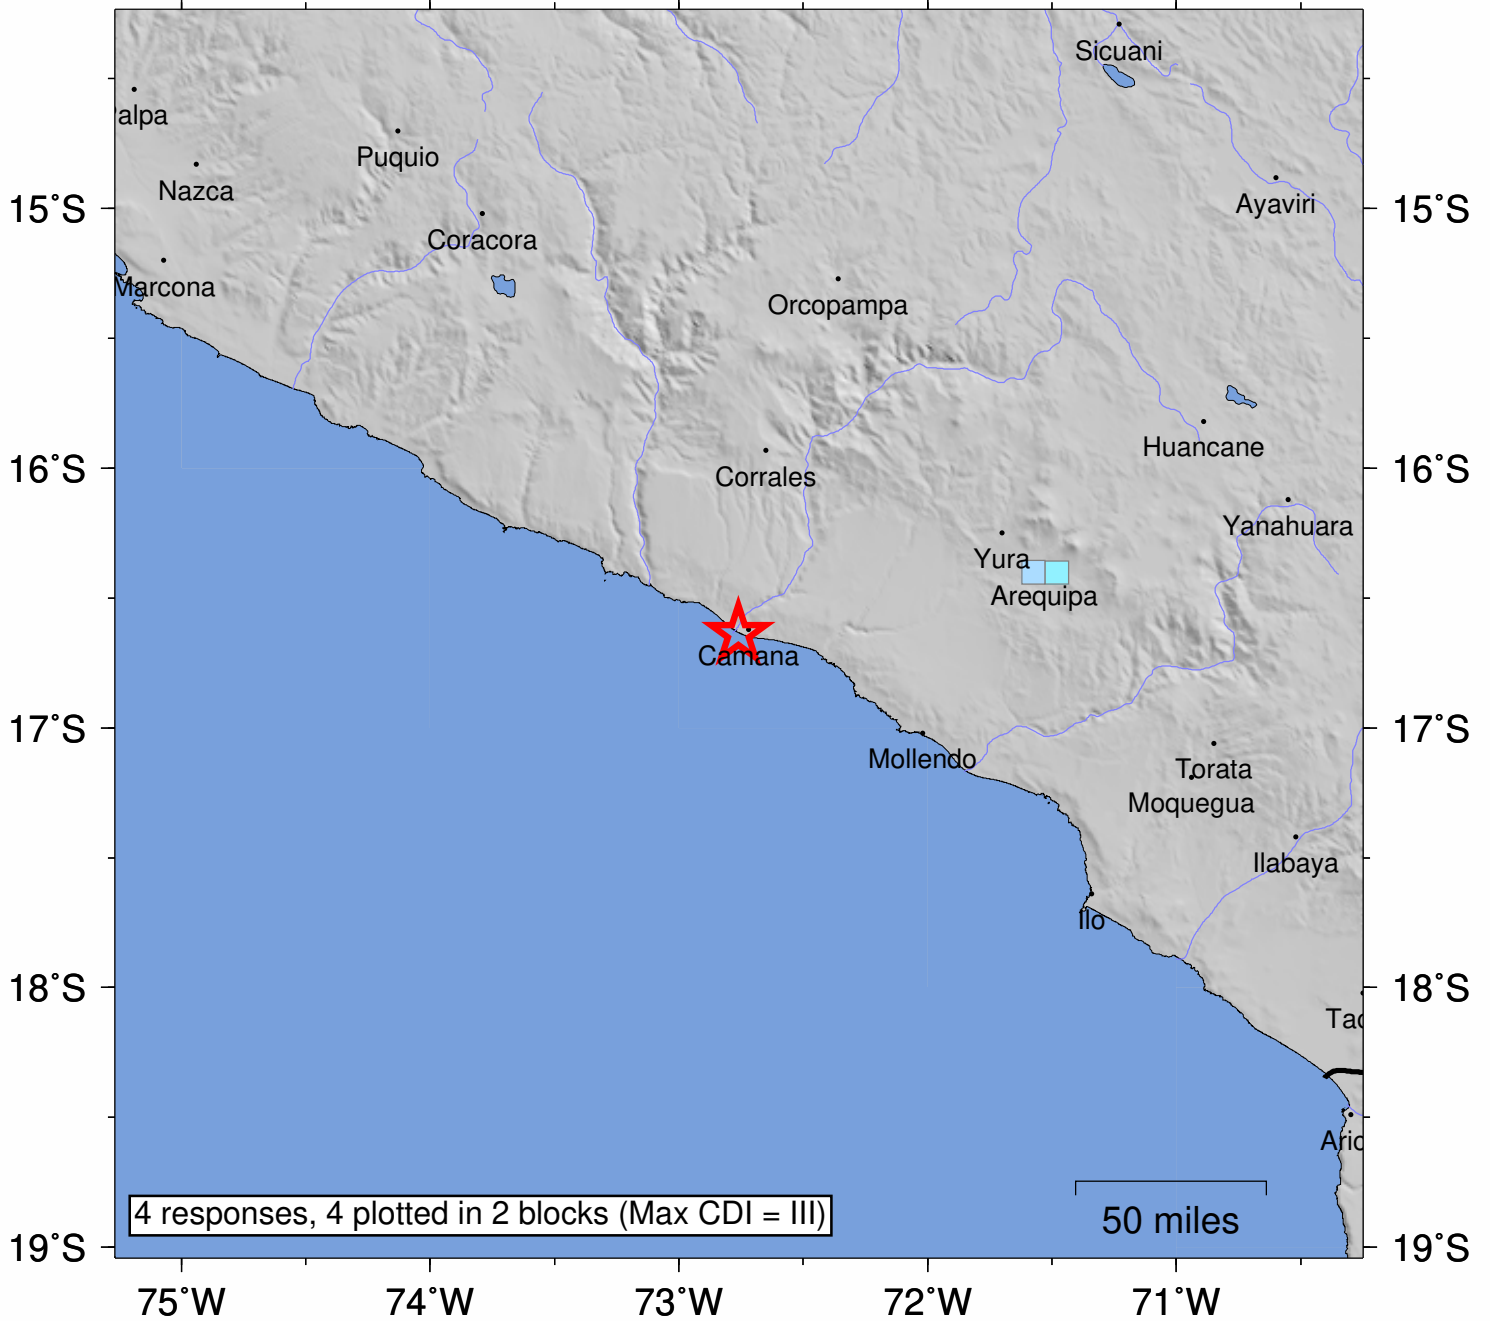 Sicuani
alpa
Puquio
Nazca
Ayaviri
15°S
15°S
Coracora
Marcona
Orcopampa
Huancane
16°S
16°S
Corrales
Yanahuara
Yura
Arequipa
Camana
17°S
17°S
Mollendo
Torata
Moquegua
Ilabaya
Ilo
18°S
18°S
Tac
Aric
4 responses, 4 plotted in 2 blocks (Max CDI = III)
50 miles
19°S
19°S
75°W
74°W
73°W
72°W
71°W